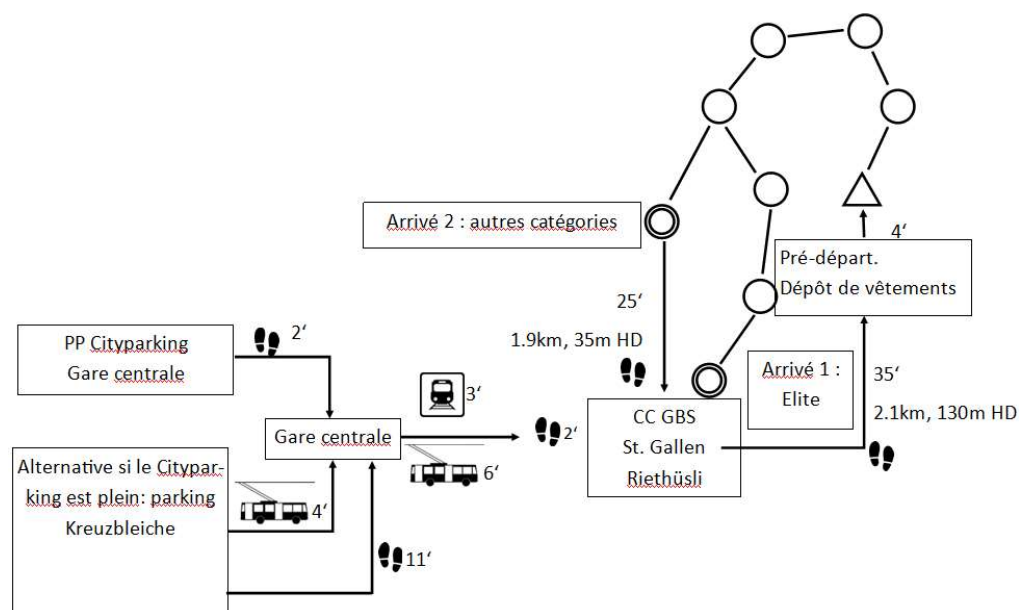 Arrivé 2 : autres catégories
4‘
Pré-départ.
Dépôt de vêtements
25‘
1.9km, 35m HD
PP Cityparking
Gare centrale
2‘
Arrivé 1 :
Elite
35‘
2.1km, 130m HD
3‘
Gare centrale
6‘
2‘
CC GBS
St. Gallen
Riethüsli
Alternative si le Citypar-
king est plein: parking
Kreuzbleiche
4‘
11‘